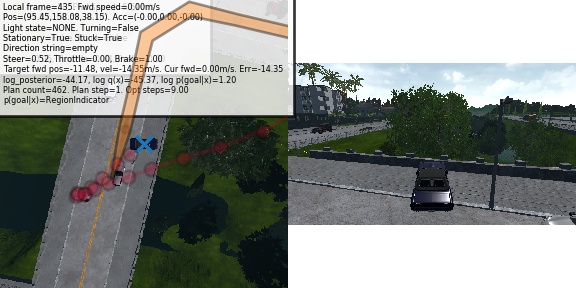 Local frame=435: Fwd speed=0.00m/s
Pos=(95.45,158.08,38.15). Acc=(-0.00,0.00,-0.00)
Light state=NONE. Turning=False
Stationary=True. Stuck=True
Direction string=empty
Steer=0.52, Throttle=0.00, Brake=1.00
Target fwd pos=-11.48, vel=-14.35m/s. Cur fwd=0.00m/s. Err=-14.35
log_posterior=-44.17, log q(x)=-45.37, log p(goal|x)=1.20
Plan count=462. Plan step=1. Opt steps=9.00
p(goal|x)=RegionIndicator